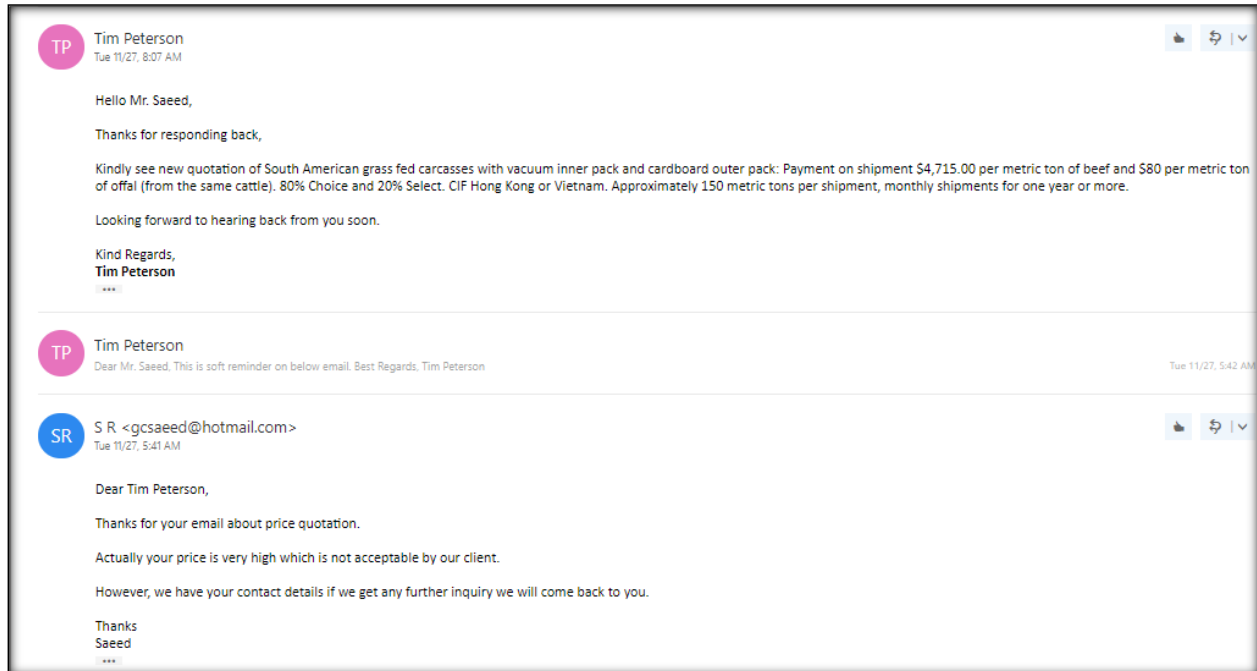 TP
Tim Peterson
Tue 11/27, 8:07 AM
Hello Mr. Saeed,
Thanks for responding back,
Kindly see new quotation of South American grass fed carcasses with vacuum inner pack and cardboard outer pack: Payment on shipment $4,715.00 per metric ton of beef and $80 per metric ton
of offal (from the same cattle). 80% Choice and 20% Select. CIF Hong Kong or Vietnam. Approximately 150 metric tons per shipment, monthly shipments for one year or more.
Looking forward to hearing back from you soon.
Kind Regards,
Tim Peterson
...
TP
Tim Peterson
Dear Mr. Saeed, This is soft reminder on below email. Best Regards, Tim Peterson
Tue 11/27, 5:42 AM
SR
S R <gcsaeed@hotmail.com>
Tue 11/27, 5:41 AM
Dear Tim Peterson,
Thanks for your email about price quotation.
Actually your price is very high which is not acceptable by our client.
However, we have your contact details if we get any further inquiry we will come back to you.
Thanks
Saeed
...